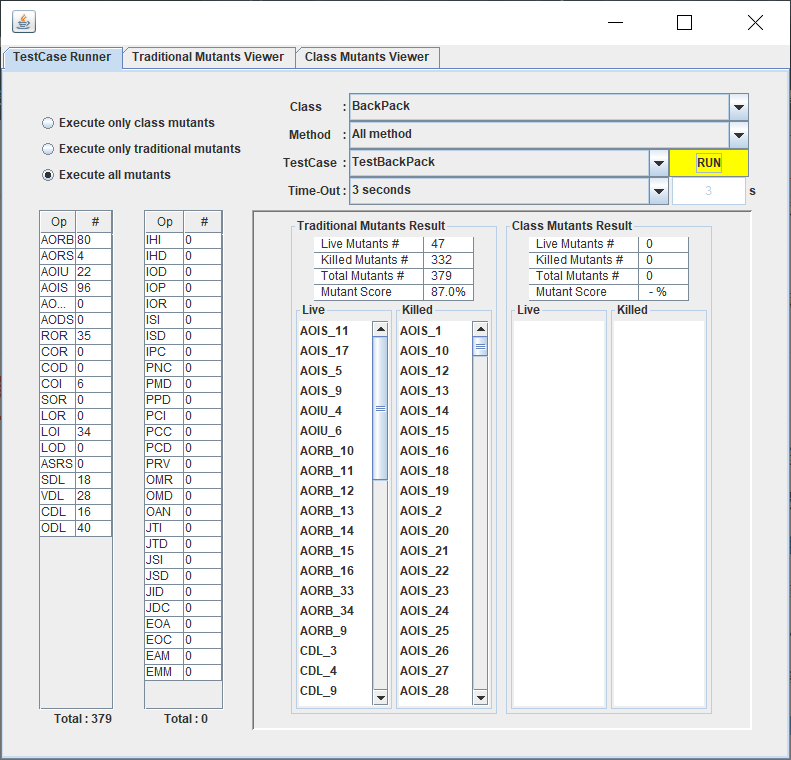 TestCase Runner Traditional Mutants Viewer Class Mutants Viewer
Execute only class mutants
Execute only traditional mutants
Execute all mutants
Class : BackPack
Method : All method
TestCase : TestBackPack RUN
Time-Out : 3 seconds 3 s
Op #
AORB 80
AORS 4
AOIU 22
AOIS 96
AO... 0
AODS 0
ROR 35
COR 0
COD 0
COI 6
SOR 0
LOR 0
LOI 34
LOD 0
ASRS 0
SDL 18
VDL 28
CDL 16
ODL 40
Total : 379
Op #
IHI 0
IHD 0
IOD 0
IOP 0
IOR 0
ISI 0
ISD 0
IPC 0
PNC 0
PMD 0
PPD 0
PCI 0
PCC 0
PCD 0
PRV 0
OMR 0
OMD 0
OAN 0
JTI 0
JTD 0
JSI 0
JSD 0
JID 0
JDC 0
EOA 0
EOC 0
EAM 0
EMM 0
Total : 0
Traditional Mutants Result
Live Mutants # 47
Killed Mutants # 332
Total Mutants # 379
Mutant Score 87.0%
Live
AOIS_11
AOIS_17
AOIS_5
AOIS_9
AOIU_4
AOIU_6
AORB_10
AORB_11
AORB_12
AORB_13
AORB_14
AORB_15
AORB_16
AORB_33
AORB_34
AORB_9
CDL_3
CDL_4
CDL_9
Killed
AOIS_1
AOIS_10
AOIS_12
AOIS_13
AOIS_14
AOIS_15
AOIS_16
AOIS_18
AOIS_19
AOIS_2
AOIS_20
AOIS_21
AOIS_22
AOIS_23
AOIS_24
AOIS_25
AOIS_26
AOIS_27
AOIS_28
Class Mutants Result
Live Mutants # 0
Killed Mutants # 0
Total Mutants # 0
Mutant Score - %
Live
Killed